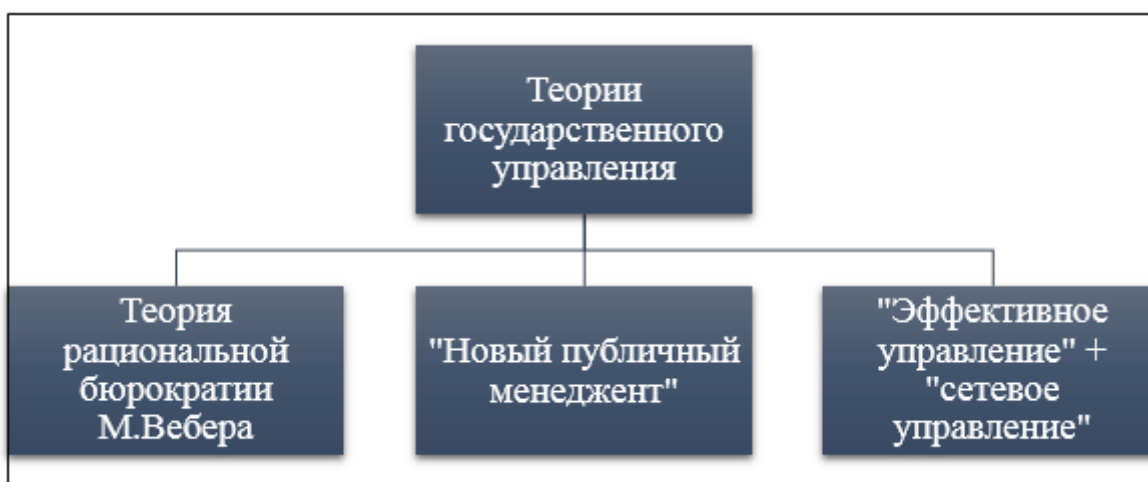 Теории
государственного
управления
Теория
рациональной
бюрократии
М.Вебера
"Новый публичный
менеджент"
"Эффективное
управление" +
"сетевое
управление"